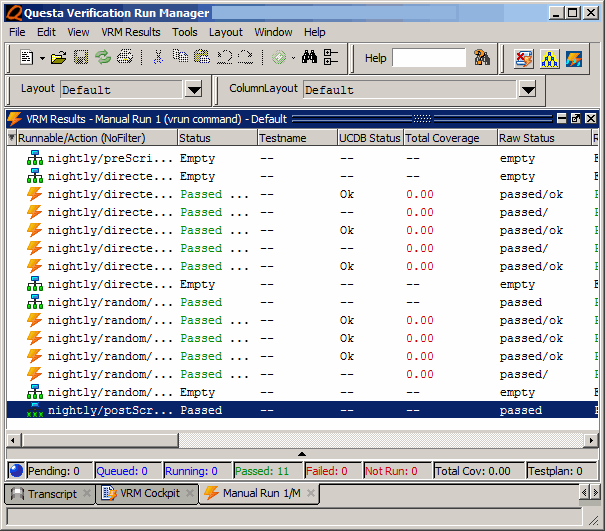 Questa Verification Run Manager
File Edit View VRM Results Tools Layout Window Help
Help
Layout Default ColumnLayout Default
VRM Results - Manual Run 1 (vrun command) - Default
Runnable/Action (NoFilter) Status Testname UCDB Status Total Coverage Raw Status R
nightly/preScri... Empty -- -- -- empty
nightly/directe... Empty -- -- -- empty
nightly/directe... Passed ... -- Ok 0.00 passed/ok
nightly/directe... Passed ... -- -- 0.00 passed/
nightly/directe... Passed ... -- Ok 0.00 passed/ok
nightly/directe... Passed ... -- -- 0.00 passed/
nightly/directe... Passed ... -- Ok 0.00 passed/ok
nightly/directe... Empty -- -- -- empty
nightly/random/... Passed -- -- -- passed
nightly/random/... Passed ... -- Ok 0.00 passed/ok
nightly/random/... Passed ... -- Ok 0.00 passed/ok
nightly/random/... Passed ... -- Ok 0.00 passed/ok
nightly/random/... Passed ... -- -- 0.00 passed/
nightly/random/... Empty -- -- -- empty
nightly/postScr... Passed -- -- -- passed
Pending: 0 Queued: 0 Running: 0 Passed: 11 Failed: 0 Not Run: 0 Total Cov: 0.00 Testplan: 0
Transcript VRM Cockpit Manual Run 1/M